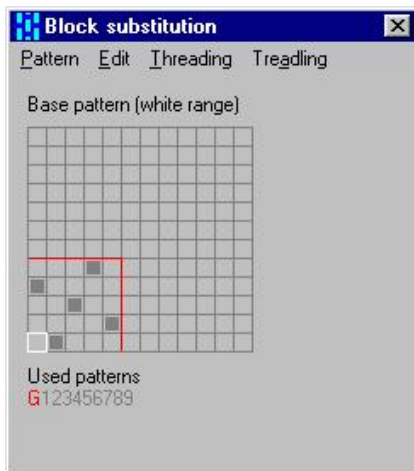 Block substitution
Pattern Edit Threading Treadling
Base pattern (white range)
Used patterns
G123456789